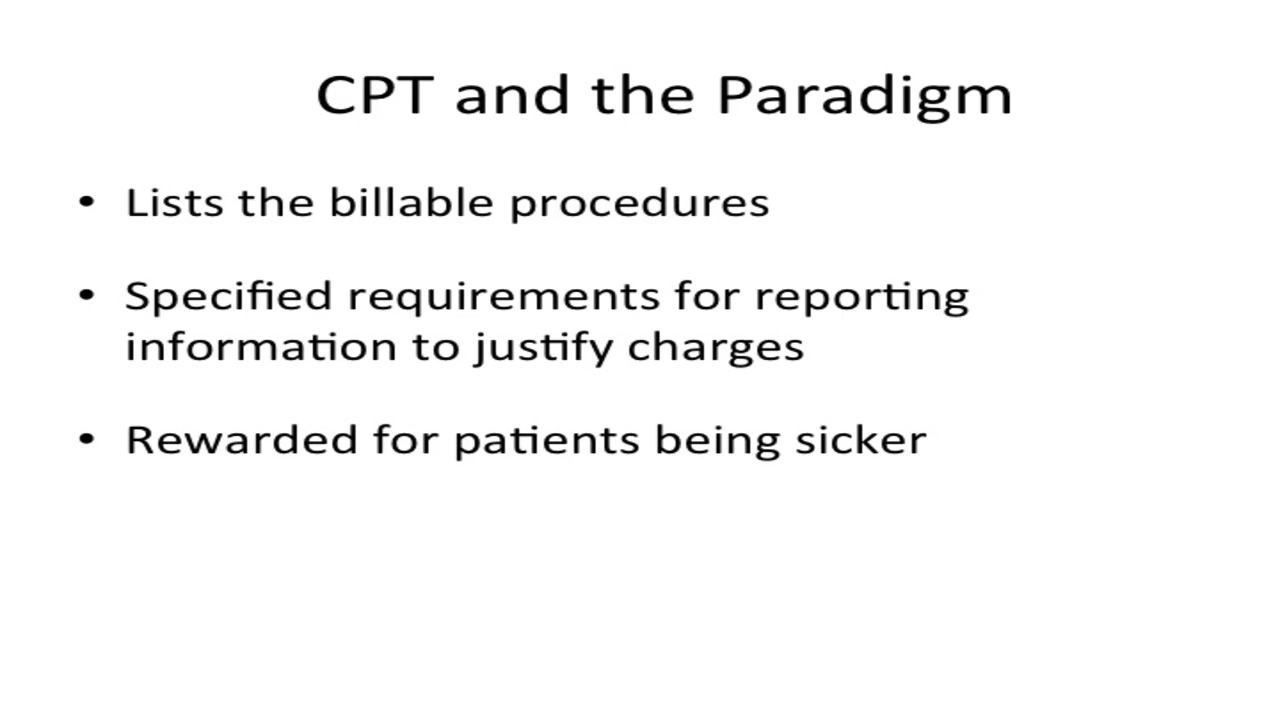 CPT and the Paradigm
• Lists the billable procedures
• Specified requirements for reporting
information to justify charges
• Rewarded for patients being sicker